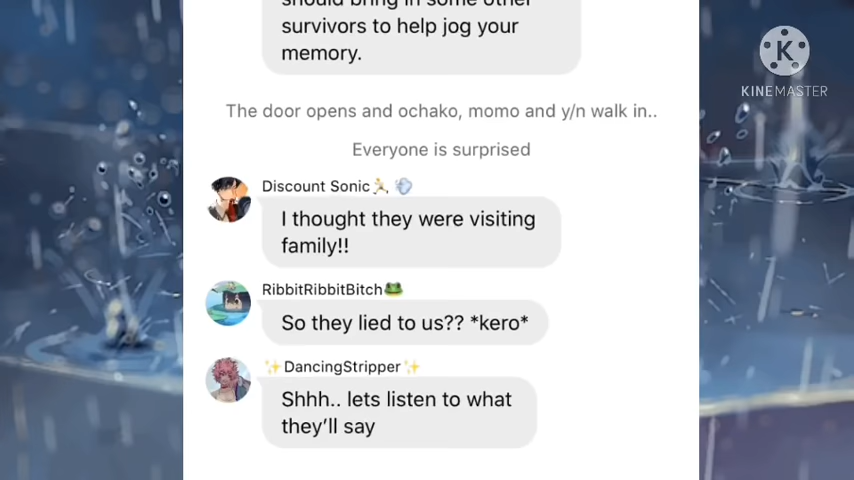 should bring in some other
survivors to help jog your
memory.
K
KINEMASTER
The door opens and ochako, momo and y/n walk in..
Everyone is surprised
Discount Sonic🏃💨
I thought they were visiting
family!!
RibbitRibbitBitch🐸
So they lied to us?? *kero*
✨DancingStripper✨
Shhh.. lets listen to what
they’ll say